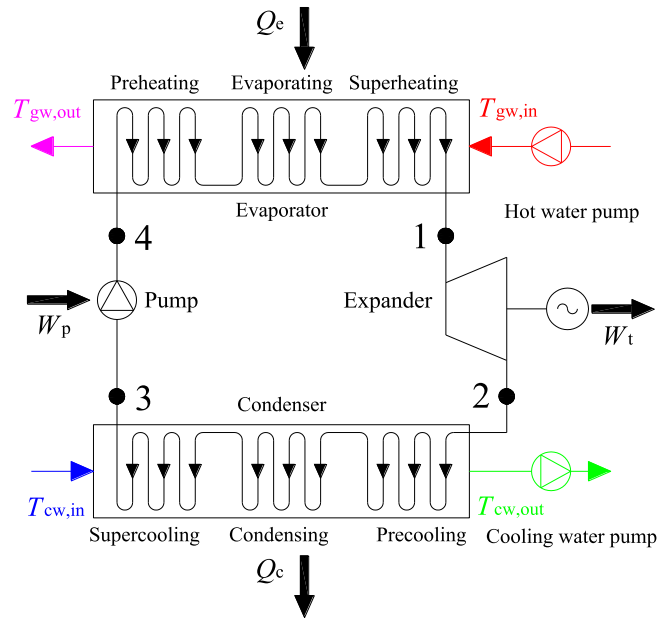 Qe
Preheating Evaporating Superheating
Tgw,out
Tgw,in
Evaporator
Hot water pump
4
1
Pump
Expander
Wp
Wt
3
2
Condenser
Tcw,in
Tcw,out
Supercooling Condensing Precooling
Cooling water pump
Qc